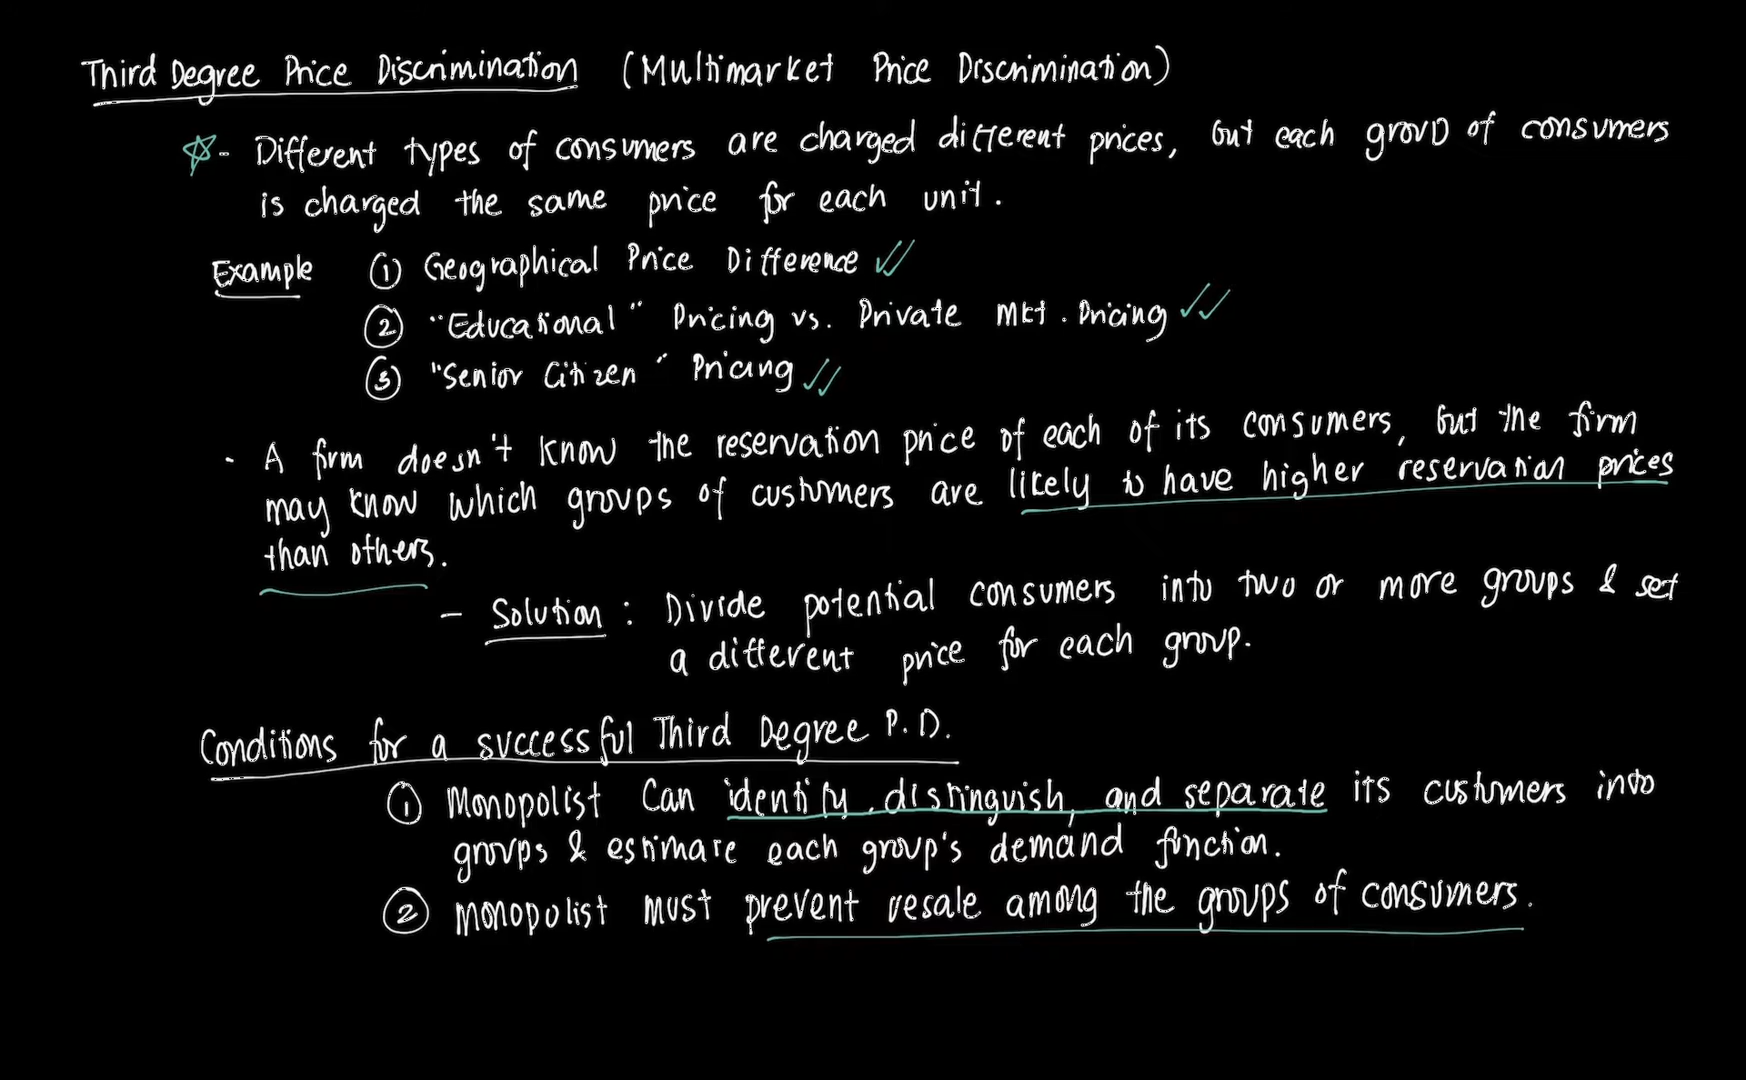 Third Degree Price Discrimination (Multimarket Price Discrimination)
- Different types of consumers are charged different prices, but each group of consumers
is charged the same price for each unit.
Example ① Geographical Price Difference
② "Educational" Pricing vs. Private Mkt. Pricing
③ "Senior Citizen" Pricing
· A firm doesn't know the reservation price of each of its consumers, but the firm
may know which groups of customers are likely to have higher reservation prices
than others.
- Solution: Divide potential consumers into two or more groups & set
a different price for each group.
Conditions for a successful Third Degree P.D.
① Monopolist can identify, distinguish, and separate its customers into
groups & estimate each group's demand function.
② Monopolist must prevent resale among the groups of consumers.